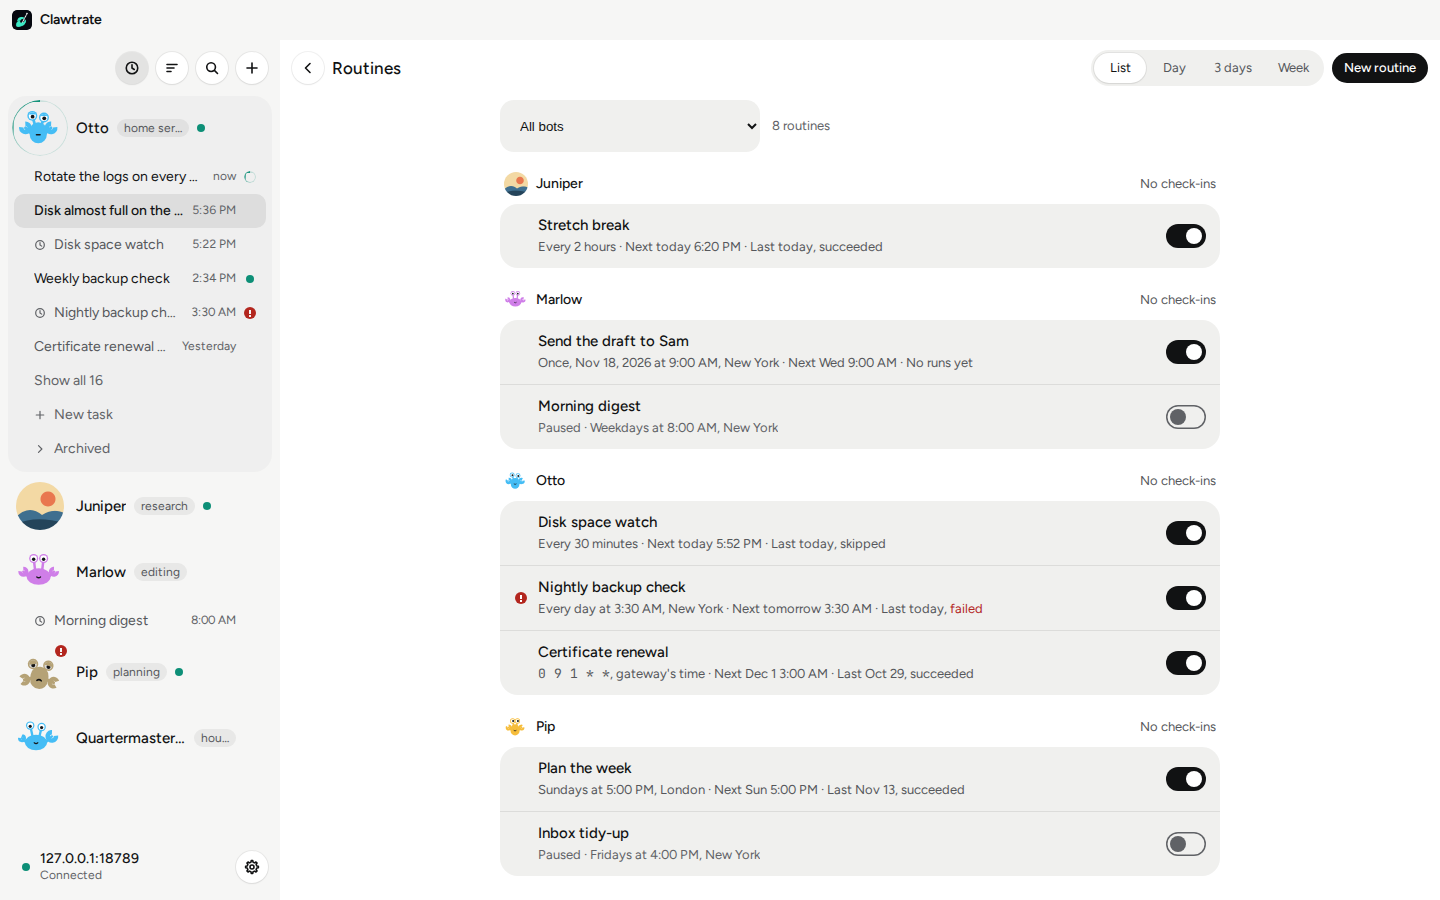 Clawtrate
Routines
List
Day
3 days
Week
New routine
Otto
home ser...
Rotate the logs on every ...
now
Disk almost full on the ...
5:36 PM
Disk space watch
5:22 PM
Weekly backup check
2:34 PM
Nightly backup ch...
3:30 AM
Certificate renewal ...
Yesterday
Show all 16
New task
Archived
Juniper
research
Marlow
editing
Morning digest
8:00 AM
Pip
planning
Quartermaster...
hou...
127.0.0.1:18789
Connected
All bots
8 routines
Juniper
No check-ins
Stretch break
Every 2 hours · Next today 6:20 PM · Last today, succeeded
Marlow
No check-ins
Send the draft to Sam
Once, Nov 18, 2026 at 9:00 AM, New York · Next Wed 9:00 AM · No runs yet
Morning digest
Paused · Weekdays at 8:00 AM, New York
Otto
No check-ins
Disk space watch
Every 30 minutes · Next today 5:52 PM · Last today, skipped
Nightly backup check
Every day at 3:30 AM, New York · Next tomorrow 3:30 AM · Last today, failed
Certificate renewal
0 9 1 * *, gateway's time · Next Dec 1 3:00 AM · Last Oct 29, succeeded
Pip
No check-ins
Plan the week
Sundays at 5:00 PM, London · Next Sun 5:00 PM · Last Nov 13, succeeded
Inbox tidy-up
Paused · Fridays at 4:00 PM, New York